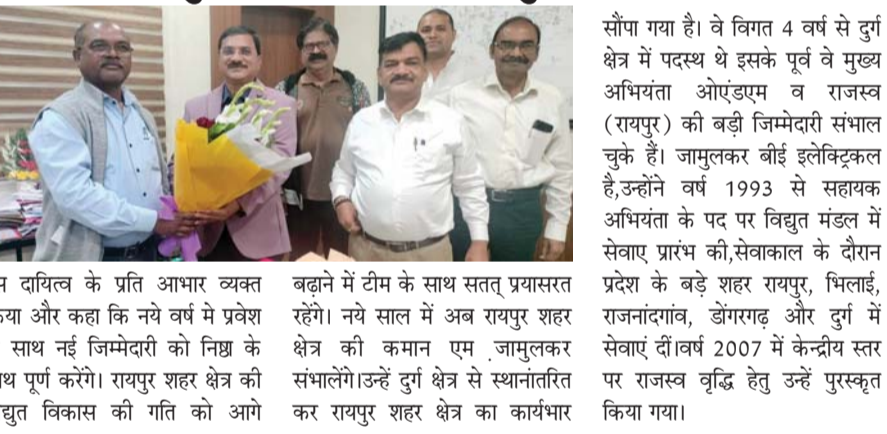 दायित्व के प्रति आभार व्यक्त
और कहा कि नये वर्ष मे प्रवेश
साथ नई जिम्मेदारी को निष्ठा के
पूर्ण करेंगे। रायपुर शहर क्षेत्र की
विकास की गति को आगे
बढ़ाने में टीम के साथ सतत् प्रयासरत
रहेंगे। नये साल में अब रायपुर शहर
क्षेत्र की कमान एम .जामुलकर
संभालेंगे।उन्हें दुर्ग क्षेत्र से स्थानांतरित
कर रायपुर शहर क्षेत्र का कार्यभार
सौंपा गया है। वे विगत 4 वर्ष से दुर्ग
क्षेत्र में पदस्थ थे इसके पूर्व वे मुख्य
अभियंता ओएंडएम व राजस्व
(रायपुर) की बड़ी जिम्मेदारी संभाल
चुके हैं। जामुलकर बीई इलेक्ट्रिकल
है,उन्होंने वर्ष 1993 से सहायक
अभियंता के पद पर विद्युत मंडल में
सेवाए प्रारंभ की,सेवाकाल के दौरान
प्रदेश के बड़े शहर रायपुर, भिलाई,
राजनांदगांव, डोंगरगढ़ और दुर्ग में
सेवाएं दीं।वर्ष 2007 में केन्द्रीय स्तर
पर राजस्व वृद्धि हेतु उन्हें पुरस्कृत
किया गया।